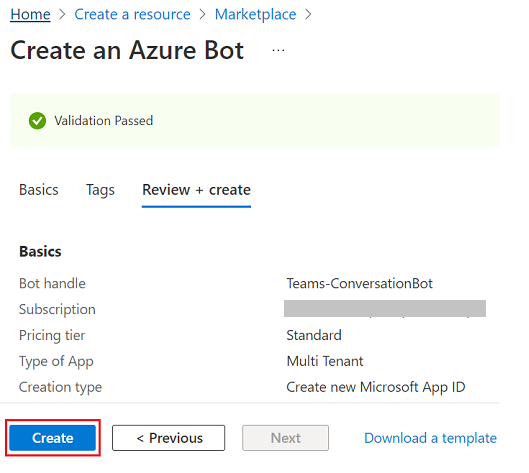 Home > Create a resource > Marketplace >
Create an Azure Bot ...
Validation Passed
Basics Tags Review + create
Basics
Bot handle Teams-ConversationBot
Subscription
Pricing tier Standard
Type of App Multi Tenant
Creation type Create new Microsoft App ID
Create < Previous Next Download a template